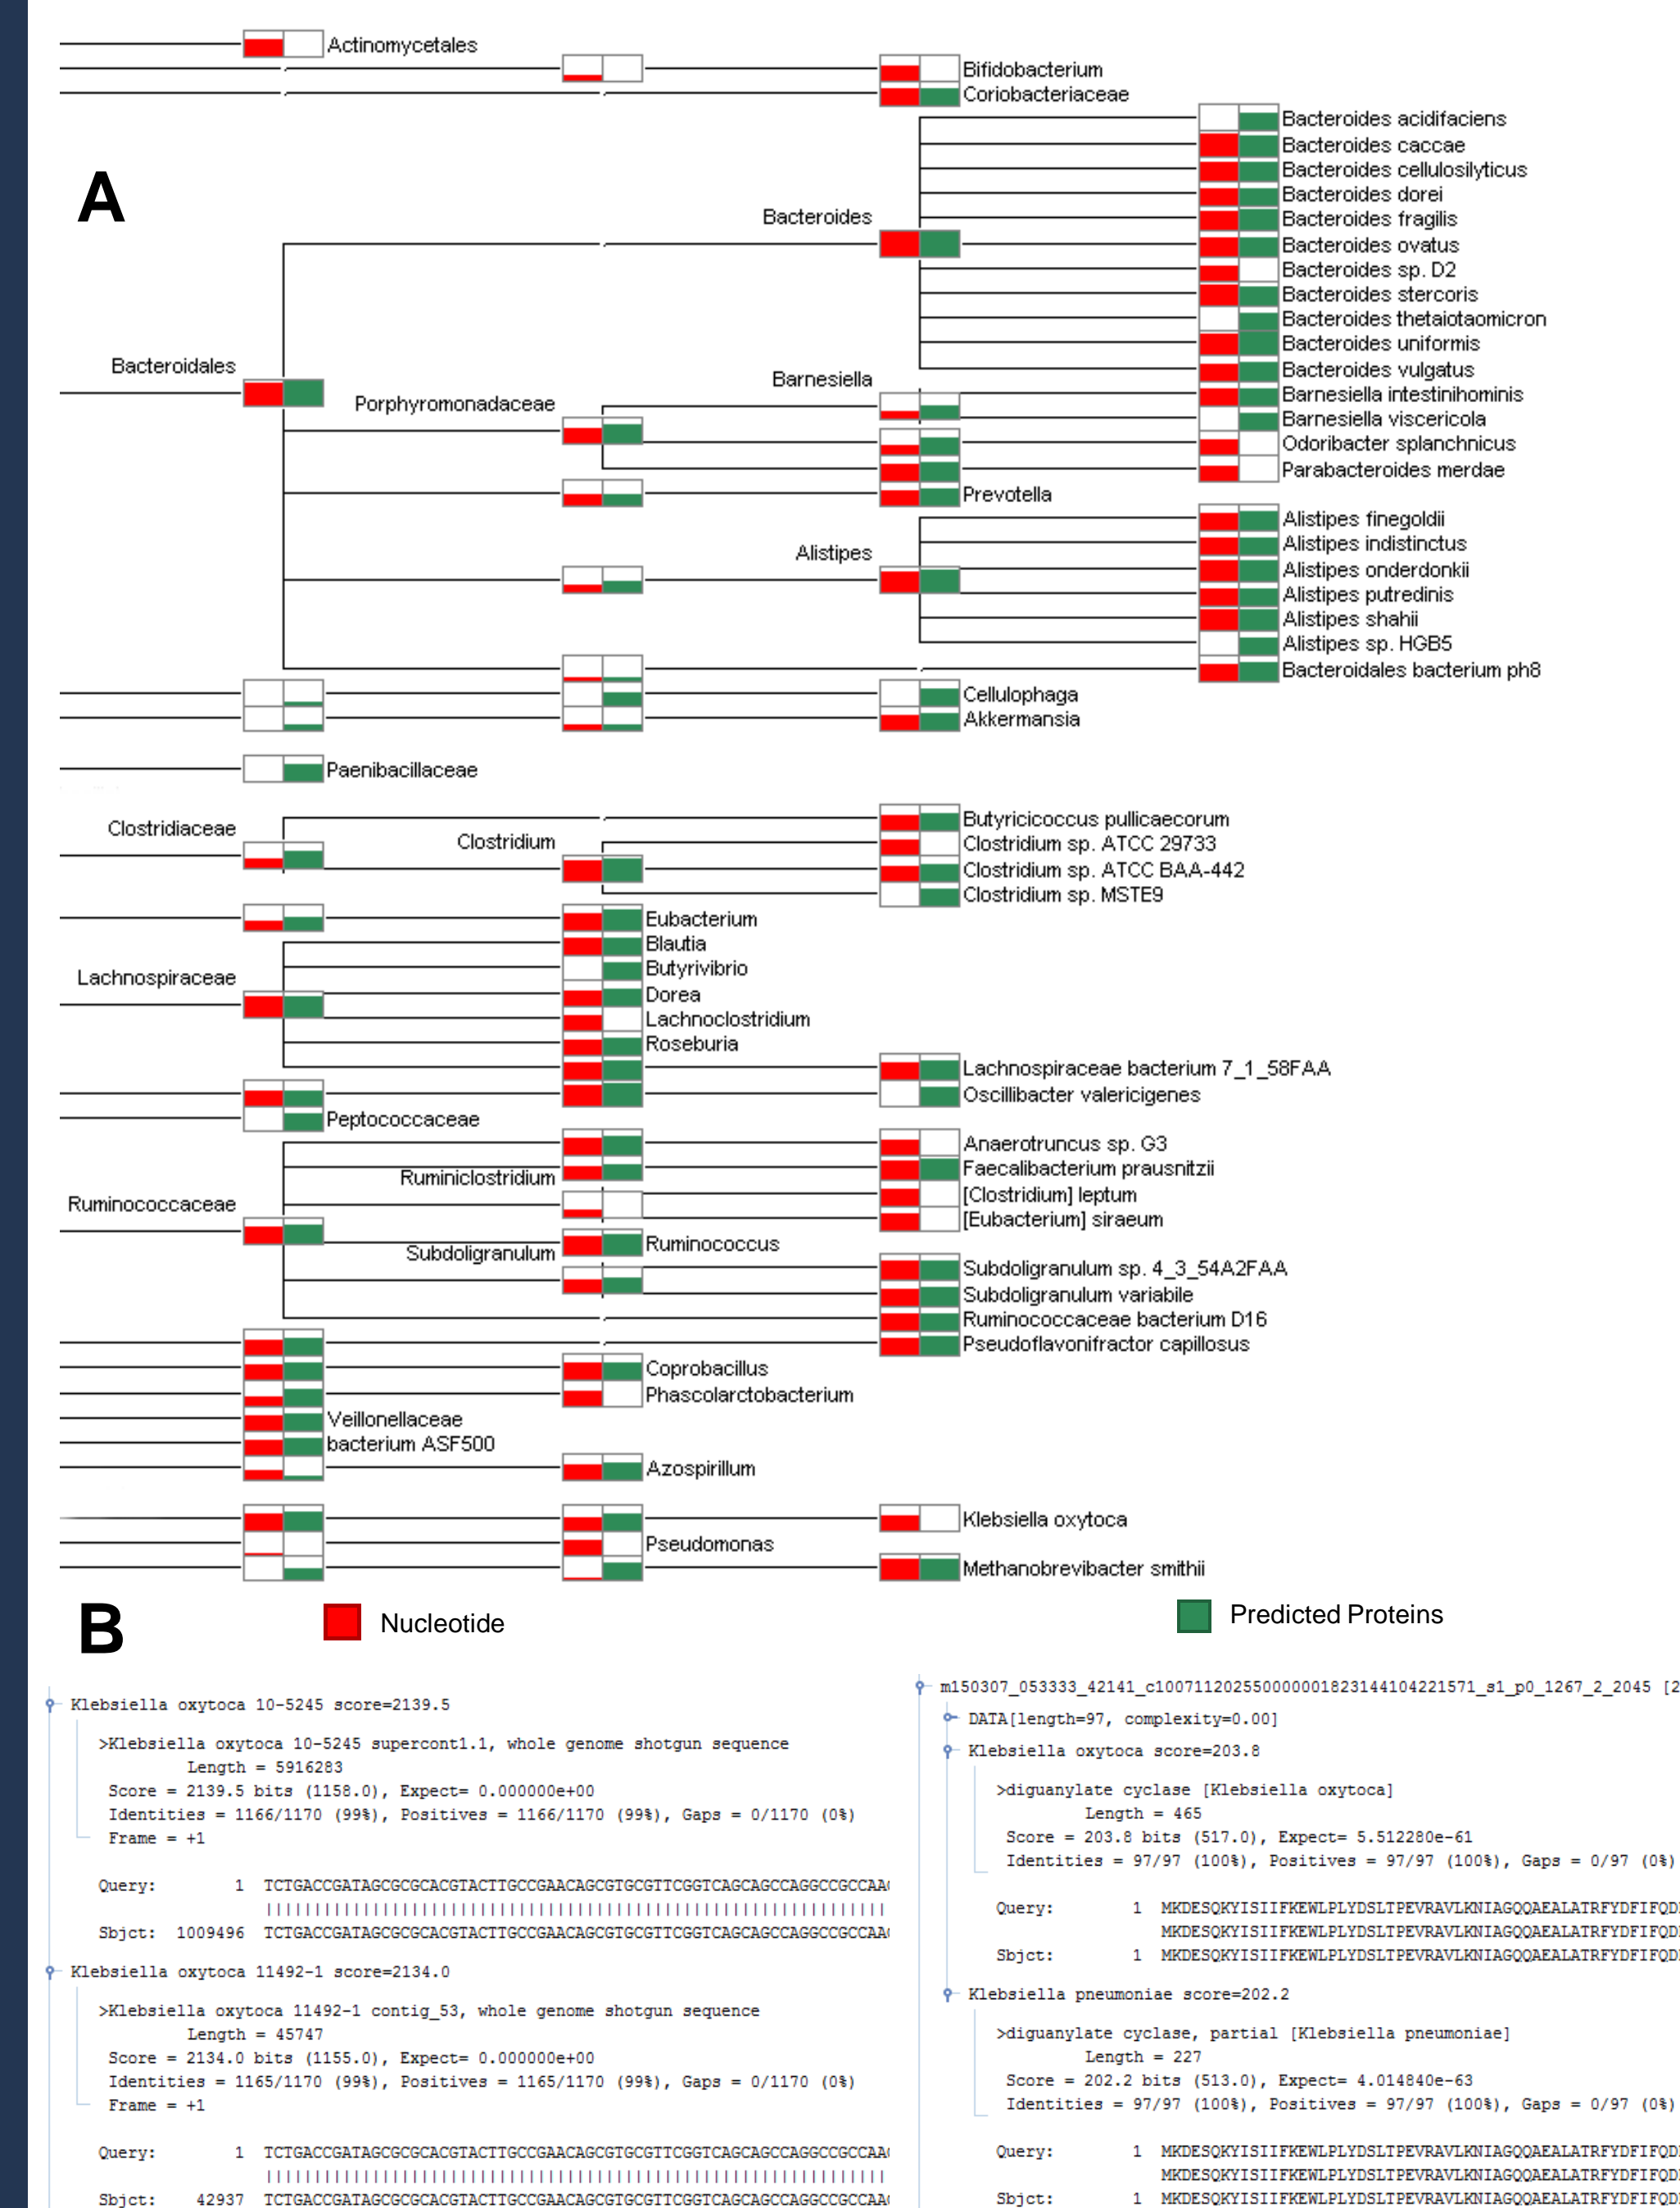 Actinomycetales
Bifidobacterium
Coriobacteriaceae
Bacteroides acidifaciens
Bacteroides caccae
A
Bacteroides cellulosilyticus
Bacteroides dorei
Bacteroides
Bacteroides fragilis
Bacteroides ovatus
Bacteroides sp. D2
Bacteroides stercoris
Bacteroides thetaiotaomicron
Bacteroides uniformis
Bacteroidales
Bacteroides vulgatus
Barnesiella
Barnesiella intestinihominis
Porphyromonadaceae
Barnesiella viscericola
Odoribacter splanchnicus
Parabacteroides merdae
Prevotella
Alistipes finegoldii
Alistipes indistinctus
Alistipes
Alistipes onderdonkii
Alistipes putredinis
Alistipes shahii
Alistipes sp. HGB5
Bacteroidales bacterium ph8
Cellulophaga
Akkermansia
Paenibacillaceae
Butyricicoccus pullicaecorum
Clostridiaceae
Clostridium
Clostridium sp. ATCC 29733
Clostridium sp. ATCC BAA-442
Clostridium sp. MSTE9
Eubacterium
Blautia
Butyrivibrio
Lachnospiraceae
Dorea
Lachnoclostridium
Roseburia
Lachnospiraceae bacterium 7_1_58FAA
Oscillibacter valericigenes
Peptococcaceae
Anaerotruncus sp. G3
Faecalibacterium prausnitzii
Ruminiclostridium
[Clostridium] leptum
Ruminococcaceae
[Eubacterium] siraeum
Ruminococcus
Subdoligranulum
Subdoligranulum sp. 4_3_54A2FAA
Subdoligranulum variabile
Ruminococcaceae bacterium D16
Pseudoflavonifractor capillosus
Coprobacillus
Phascolarctobacterium
Veillonellaceae
bacterium ASF500
Azospirillum
Klebsiella oxytoca
Pseudomonas
Methanobrevibacter smithii
B
Nucleotide
Predicted Proteins
Klebsiella oxytoca 10-5245 score=2139.5
>Klebsiella oxytoca 10-5245 supercont1.1, whole genome shotgun sequence
Length = 5916283
Score = 2139.5 bits (1158.0), Expect= 0.000000e+00
Identities = 1166/1170 (99%), Positives = 1166/1170 (99%), Gaps = 0/1170 (0%)
Frame = +1
Query: 1 TCTGACCGATAGCGCGCACGTACTTGCCGAACAGCGTGCGTTCGGTCAGCAGCCAGGCCGCCAA
Sbjct: 1009496 TCTGACCGATAGCGCGCACGTACTTGCCGAACAGCGTGCGTTCGGTCAGCAGCCAGGCCGCCAA
Klebsiella oxytoca 11492-1 score=2134.0
>Klebsiella oxytoca 11492-1 contig_53, whole genome shotgun sequence
Length = 45747
Score = 2134.0 bits (1155.0), Expect= 0.000000e+00
Identities = 1165/1170 (99%), Positives = 1165/1170 (99%), Gaps = 0/1170 (0%)
Frame = +1
Query: 1 TCTGACCGATAGCGCGCACGTACTTGCCGAACAGCGTGCGTTCGGTCAGCAGCCAGGCCGCCAA
Sbjct: 42937 TCTGACCGATAGCGCGCACGTACTTGCCGAACAGCGTGCGTTCGGTCAGCAGCCAGGCCGCCAA
m150307_053333_42141_c100711202550000001823144104221571_s1_p0_1267_2_2045 [2
DATA[length=97, complexity=0.00]
Klebsiella oxytoca score=203.8
>diguanylate cyclase [Klebsiella oxytoca]
Length = 465
Score = 203.8 bits (517.0), Expect= 5.512280e-61
Identities = 97/97 (100%), Positives = 97/97 (100%), Gaps = 0/97 (0%)
Query: 1 MKDESQKYISIIFKEWLPLYDSLTPEVRAVLKNIAGQQAEALATRFYDFIFQD
MKDESQKYISIIFKEWLPLYDSLTPEVRAVLKNIAGQQAEALATRFYDFIFQD
Sbjct: 1 MKDESQKYISIIFKEWLPLYDSLTPEVRAVLKNIAGQQAEALATRFYDFIFQD
Klebsiella pneumoniae score=202.2
>diguanylate cyclase, partial [Klebsiella pneumoniae]
Length = 227
Score = 202.2 bits (513.0), Expect= 4.014840e-63
Identities = 97/97 (100%), Positives = 97/97 (100%), Gaps = 0/97 (0%)
Query: 1 MKDESQKYISIIFKEWLPLYDSLTPEVRAVLKNIAGQQAEALATRFYDFIFQD
MKDESQKYISIIFKEWLPLYDSLTPEVRAVLKNIAGQQAEALATRFYDFIFQD
Sbjct: 1 MKDESQKYISIIFKEWLPLYDSLTPEVRAVLKNIAGQQAEALATRFYDFIFQD